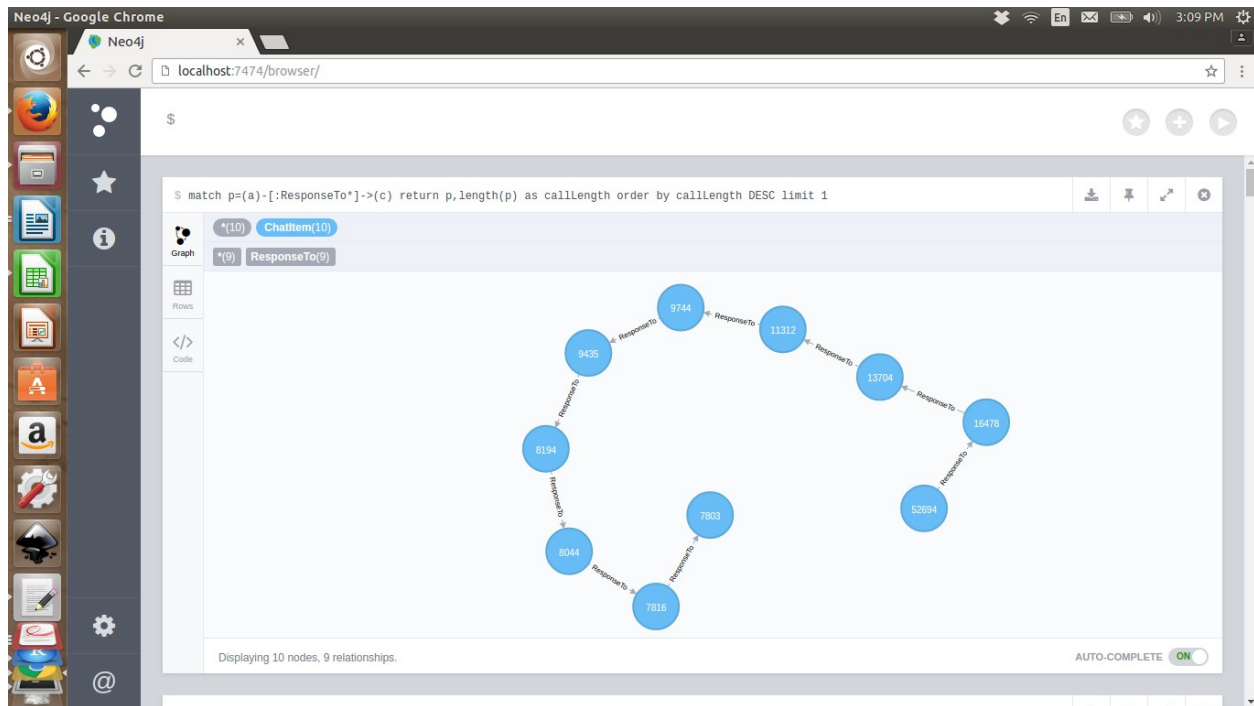 Neo4j - Google Chrome
En
3:09 PM
Neo4j
localhost:7474/browser/
$
$ match p=(a)-[:ResponseTo*]->(c) return p,length(p) as callLength order by callLength DESC limit 1
*(10) ChatItem(10)
*(9) ResponseTo(9)
Graph
Rows
</>
Code
9744
ResponseTo
11312
ResponseTo
9435
ResponseTo
13704
ResponseTo
ResponseTo
16478
8194
ResponseTo
ResponseTo
7803
52694
8044
ResponseTo
ResponseTo
7816
Displaying 10 nodes, 9 relationships.
AUTO-COMPLETE ON
A
a
@